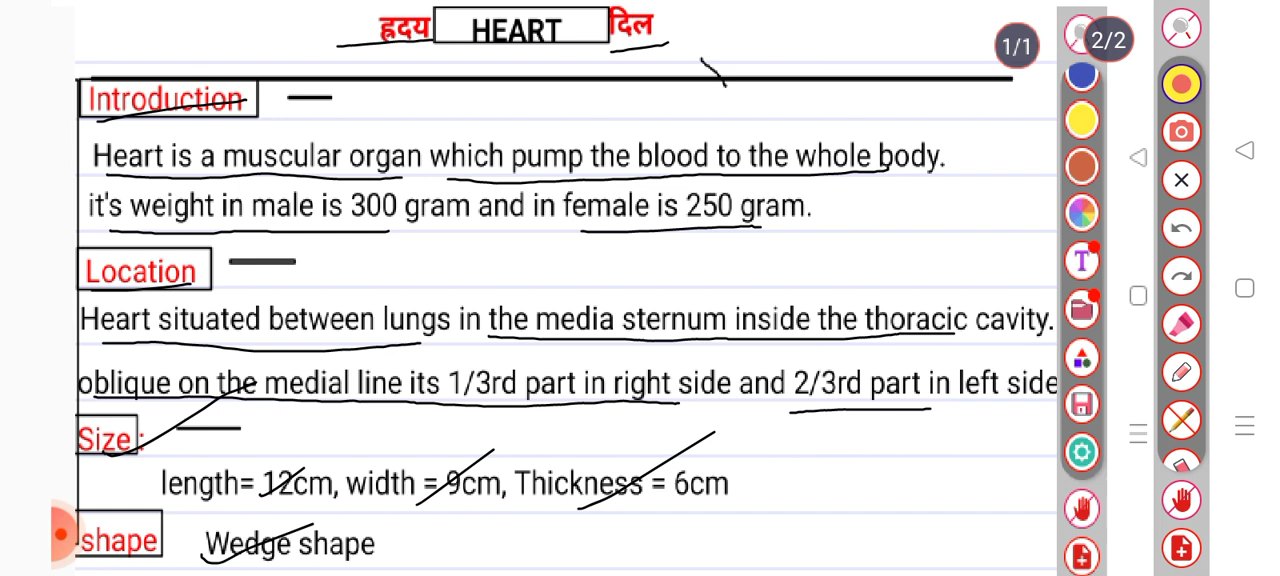 ह्रदय HEART दिल
1/1
2/2
Introduction
Heart is a muscular organ which pump the blood to the whole body.
it's weight in male is 300 gram and in female is 250 gram.
Location
Heart situated between lungs in the media sternum inside the thoracic cavity.
oblique on the medial line its 1/3rd part in right side and 2/3rd part in left side
T
Size:
length= 12cm, width = 9cm, Thickness = 6cm
shape Wedge shape